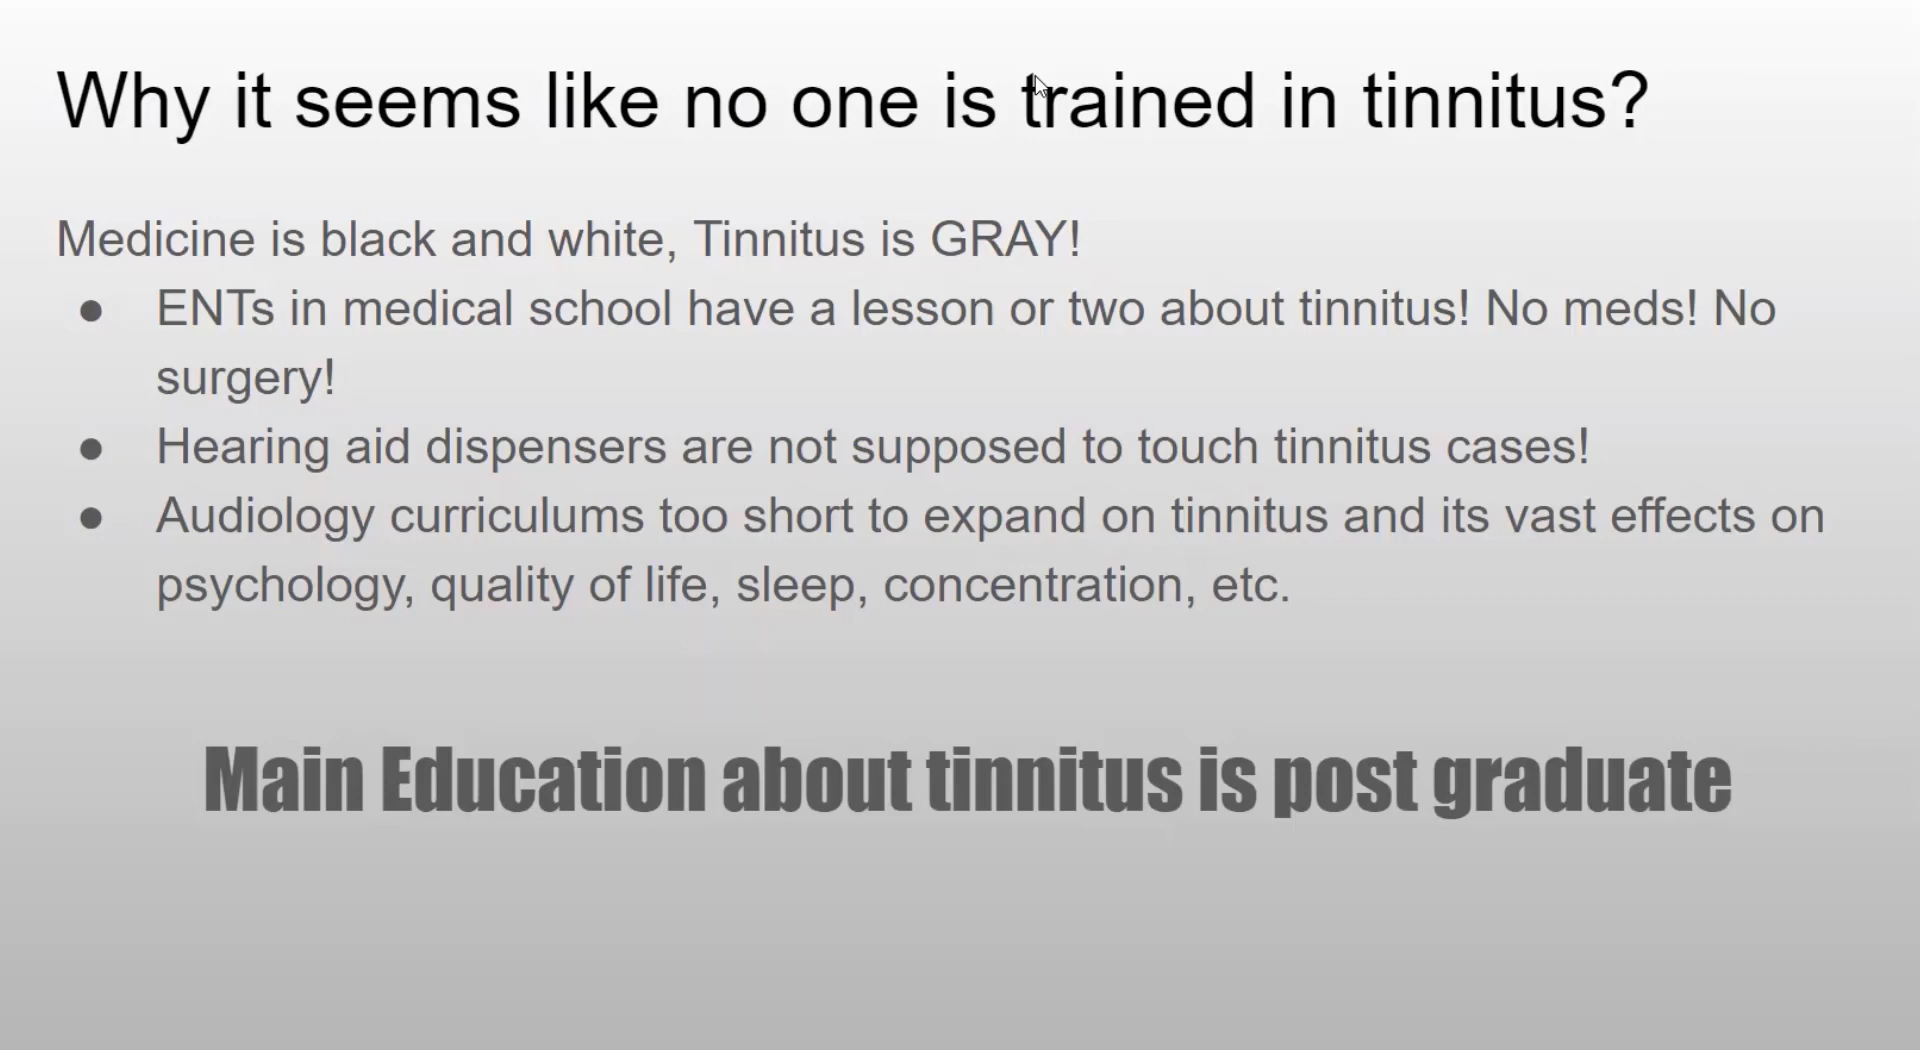 Why it seems like no one is trained in tinnitus?
Medicine is black and white, Tinnitus is GRAY!
● ENTs in medical school have a lesson or two about tinnitus! No meds! No
surgery!
● Hearing aid dispensers are not supposed to touch tinnitus cases!
● Audiology curriculums too short to expand on tinnitus and its vast effects on
psychology, quality of life, sleep, concentration, etc.
Main Education about tinnitus is post graduate